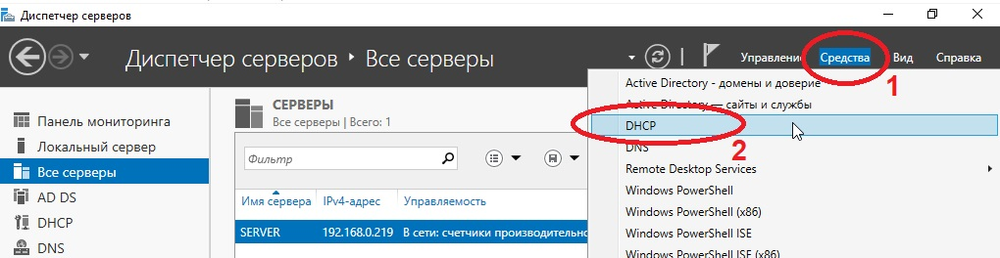 Диспетчер серверов
Диспетчер серверов ‣ Все серверы
Управление Средства Вид Справка
1
Панель мониторинга
Локальный сервер
Все серверы
AD DS
DHCP
DNS
СЕРВЕРЫ
Все серверы | Всего: 1
Фильтр
Имя сервера IPv4-адрес Управляемость
SERVER 192.168.0.219 В сети: счетчики производительно
Active Directory - домены и доверие
Active Directory — сайты и службы
DHCP
2
DNS
Remote Desktop Services
Windows PowerShell
Windows PowerShell (x86)
Windows PowerShell ISE
Windows PowerShell ISE (x86)